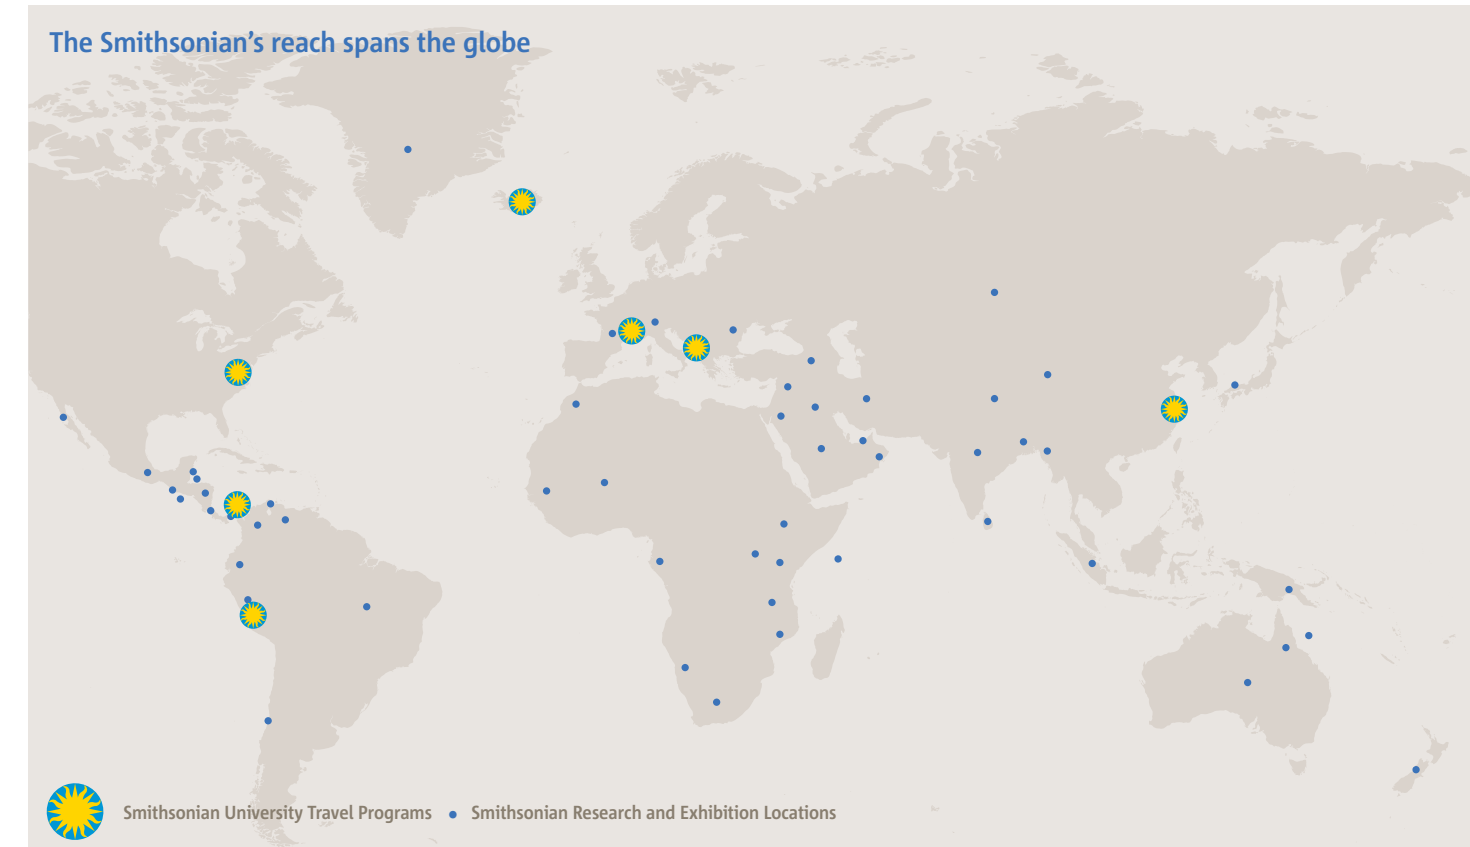 The Smithsonian's reach spans the globe
Smithsonian University Travel Programs
Smithsonian Research and Exhibition Locations